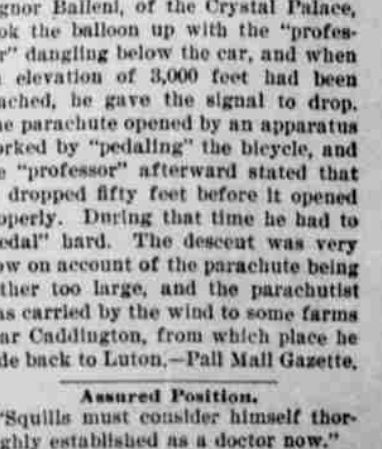 gnor Balleni, of the Crystal Palace,
ok the balloon up with the "profes-
r" dangling below the car, and when
elevation of 3,000 feet had been
ached, he gave the signal to drop.
e parachute opened by an apparatus
orked by "pedaling" the bicycle, and
e "professor" afterward stated that
dropped fifty feet before it opened
operly. During that time he had to
edal" hard. The descent was very
ow on account of the parachute being
ther too large, and the parachutist
as carried by the wind to some farms
ar Caddington, from which place he
de back to Luton.—Pall Mall Gazette.
Assured Position.
"Squills must consider himself thor-
ghly established as a doctor now."